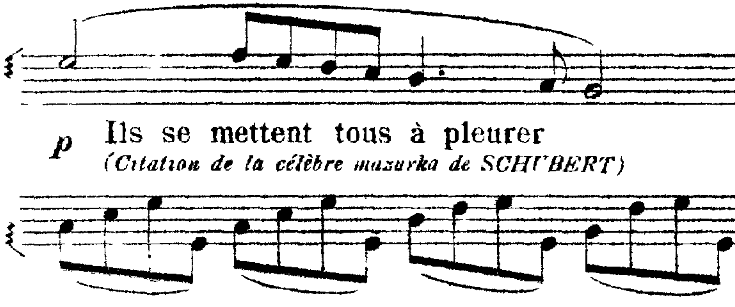 p Ils se mettent tous à pleurer
(Citation de la célèbre mazurka de SCHUBERT)